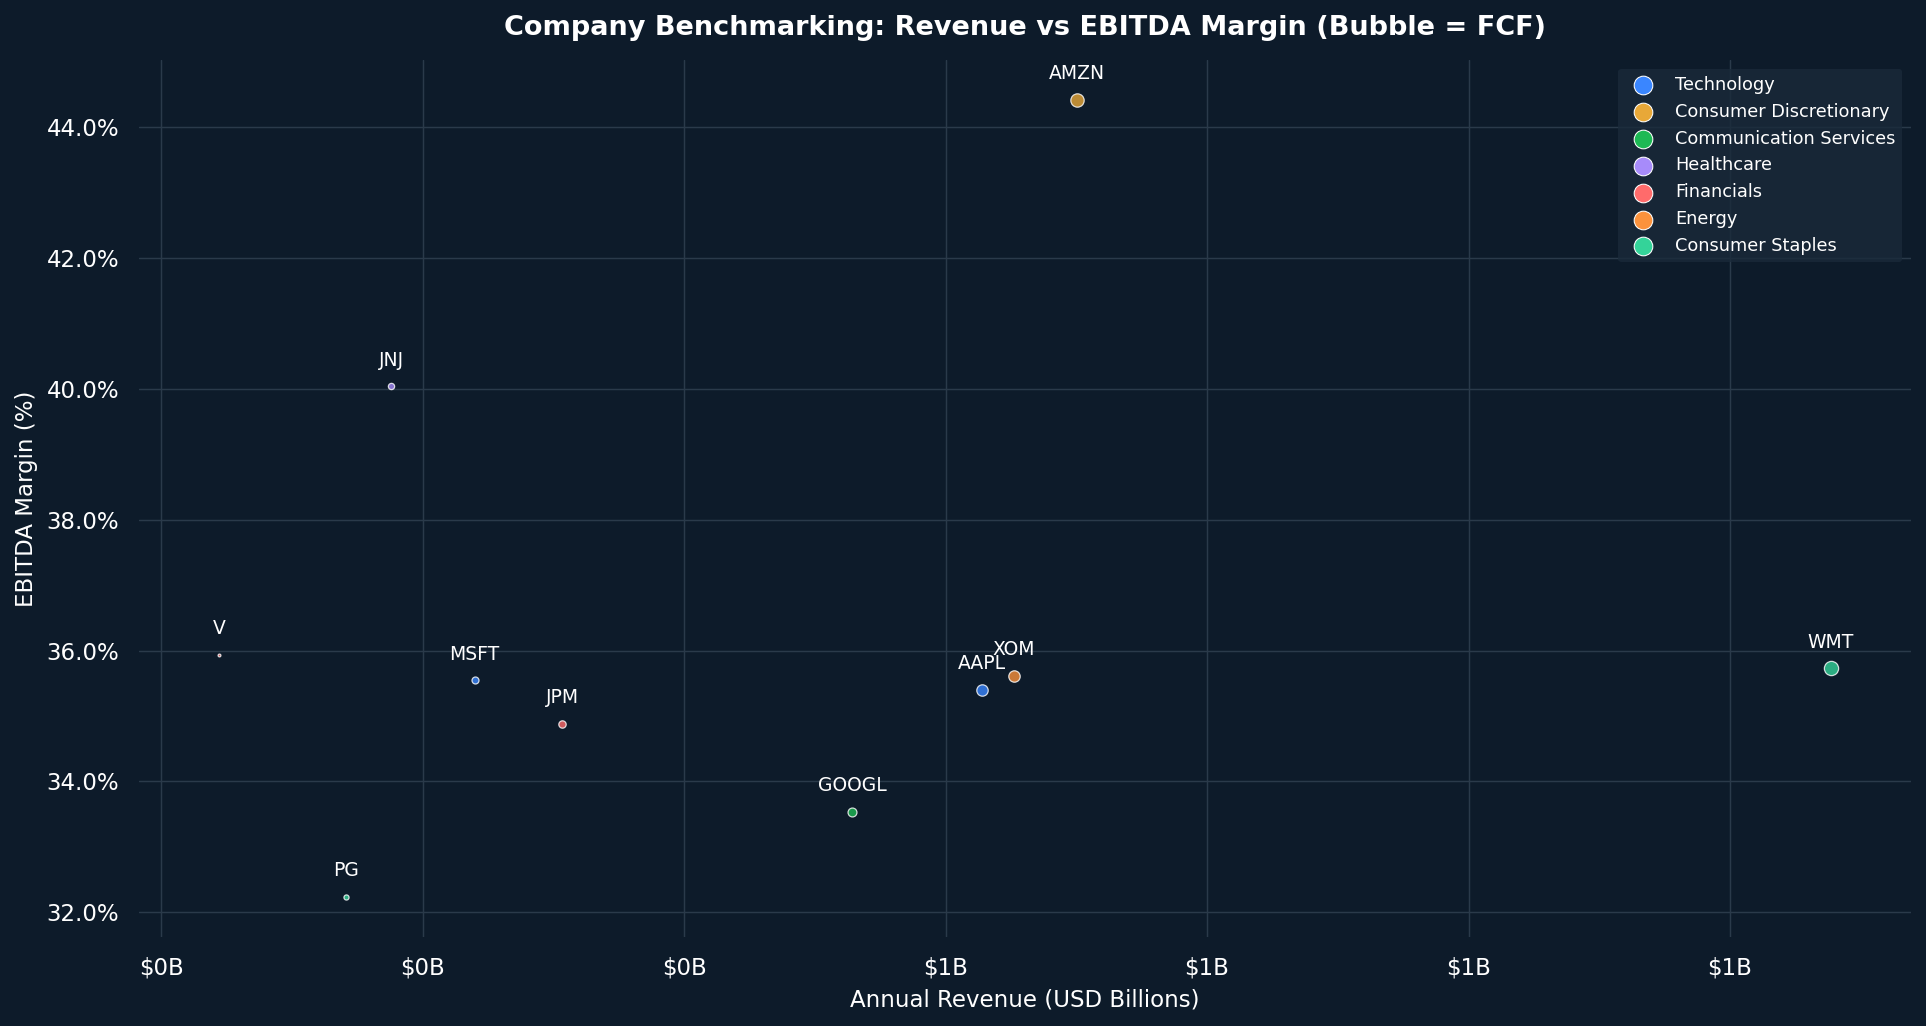 Company Benchmarking: Revenue vs EBITDA Margin (Bubble = FCF)
AMZN
Technology
Consumer Discretionary
Communication Services
Healthcare
Financials
Energy
Consumer Staples
44.0%
42.0%
JNJ
40.0%
EBITDA Margin (%)
38.0%
V
36.0%
MSFT
XOM
WMT
AAPL
JPM
34.0%
GOOGL
PG
32.0%
$0B
$0B
$0B
$1B
$1B
$1B
$1B
Annual Revenue (USD Billions)